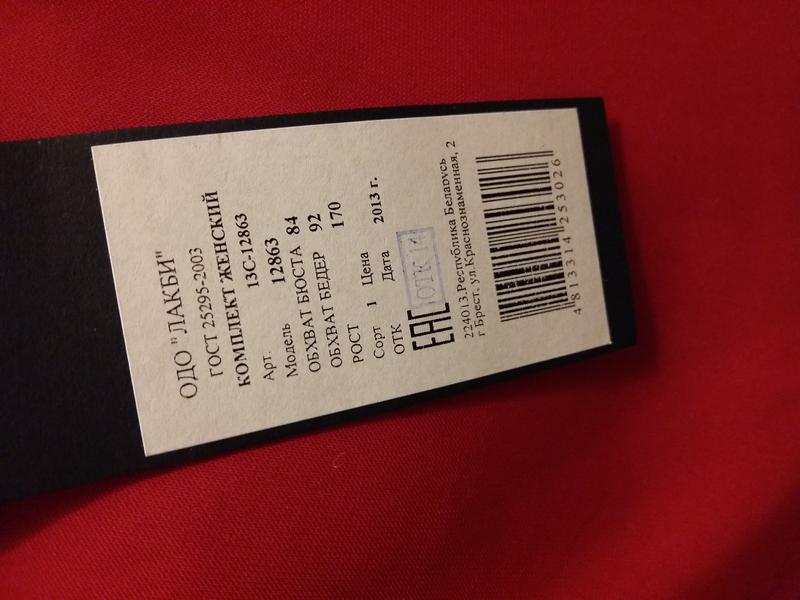 ОДО "ЛАКБИ"
ГОСТ 25295-2003
КОМПЛЕКТ ЖЕНСКИЙ
Арт. 13С-12863
Модель 12863
ОБХВАТ БЮСТА 84
ОБХВАТ БЕДЕР 92
РОСТ 170
Сорт 1 Цена
ОТК Дата 2013 г.
ЕАС ОТК 14
224013.Республика Беларусь
г Брест, ул.Краснознаменная, 2
4813314253026